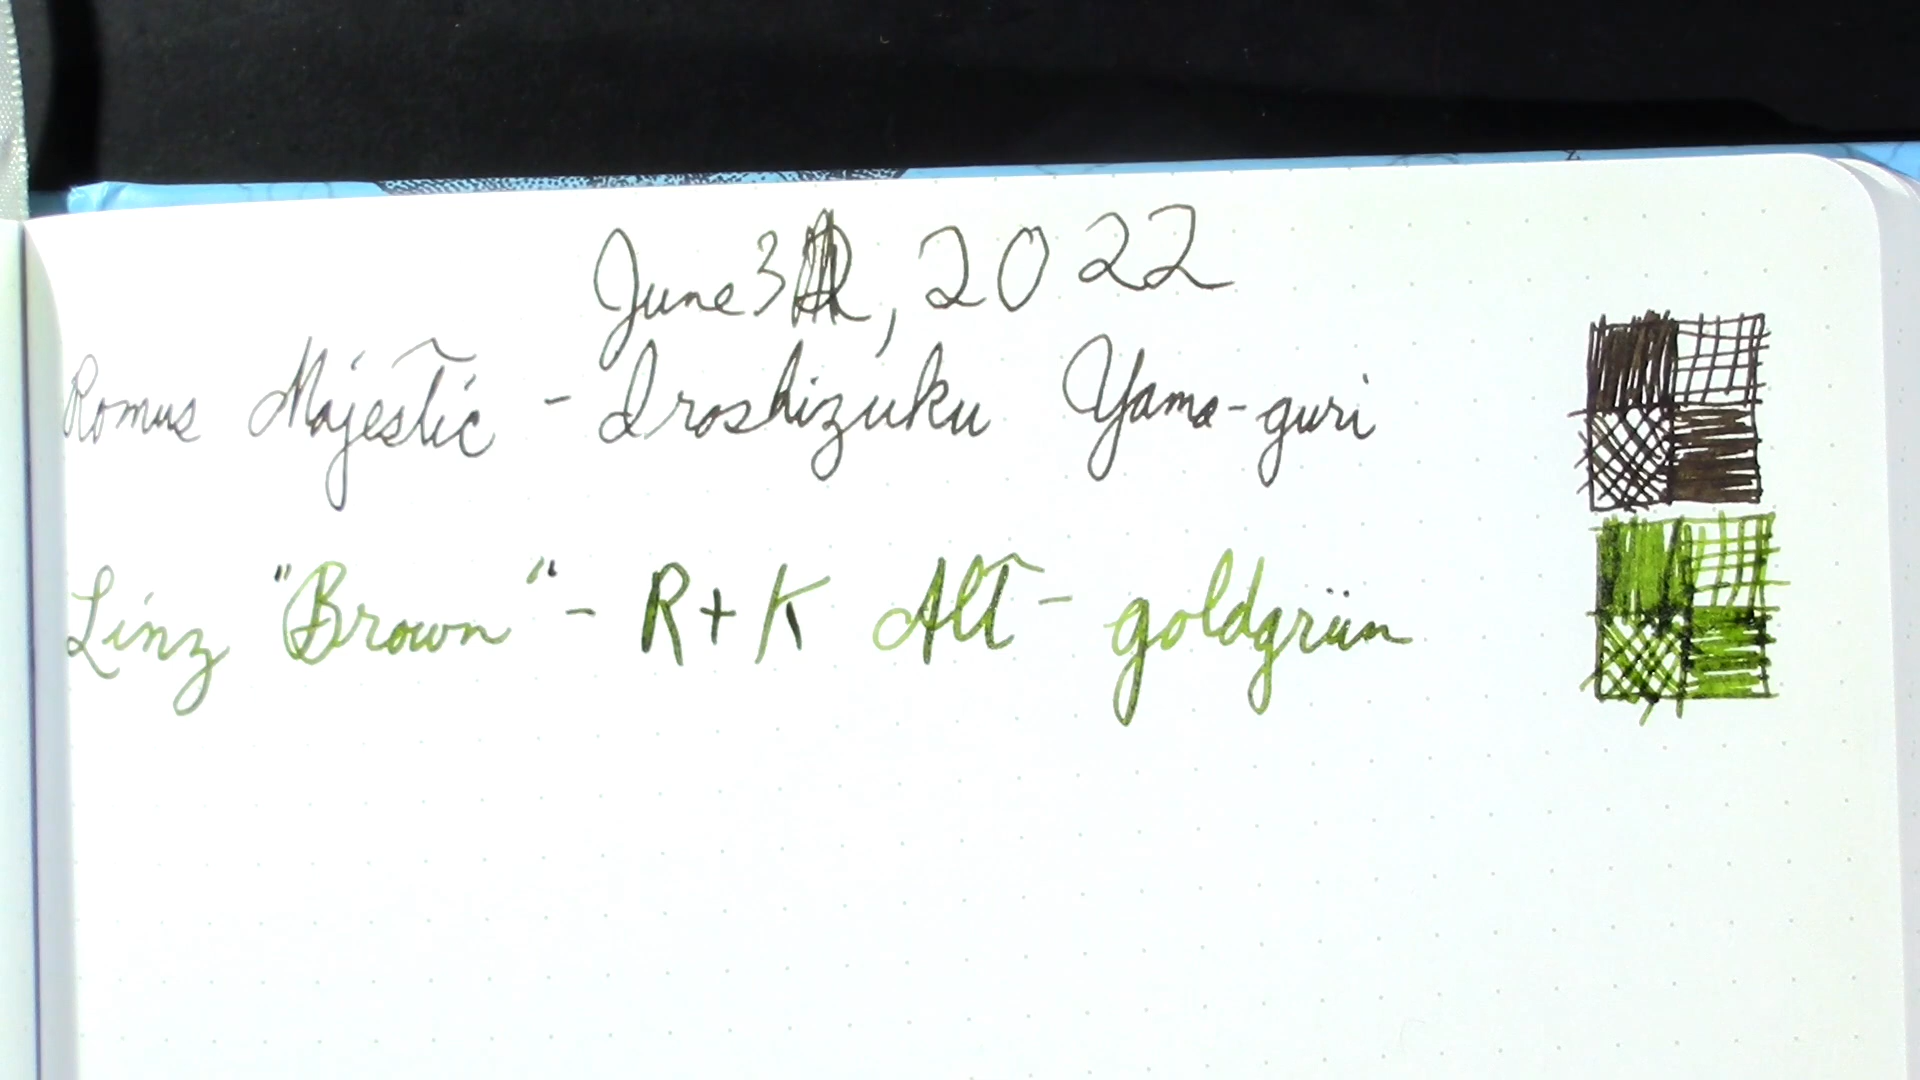 June 3, 2022
Romus Majestic - Iroshizuku Yama-guri
Linz "Brown" - R+K Alt-goldgrün